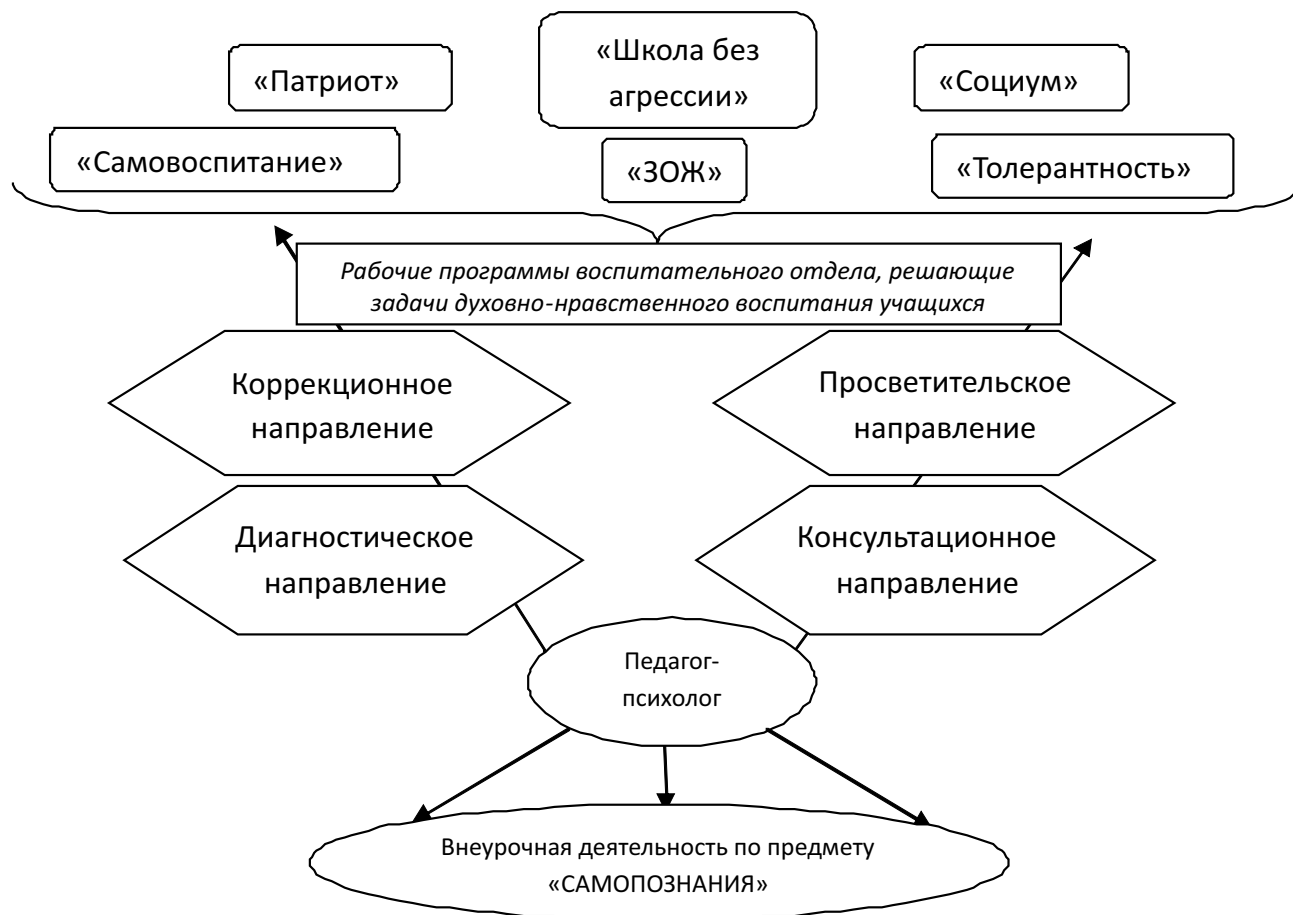 «Патриот»
«Школа без
агрессии»
«Социум»
«Самовоспитание»
«ЗОЖ»
«Толерантность»
Рабочие программы воспитательного отдела, решающие
задачи духовно-нравственного воспитания учащихся
Коррекционное
направление
Просветительское
направление
Диагностическое
направление
Консультационное
направление
Педагог-
психолог
Внеурочная деятельность по предмету
«САМОПОЗНАНИЯ»